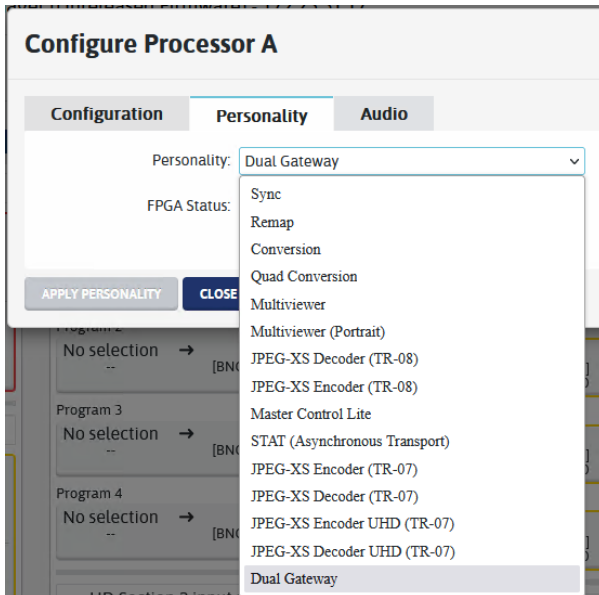 Configure Processor A
Configuration Personality Audio
Personality: Dual Gateway
FPGA Status:
Sync
Remap
Conversion
Quad Conversion
Multiviewer
Multiviewer (Portrait)
JPEG-XS Decoder (TR-08)
JPEG-XS Encoder (TR-08)
Master Control Lite
STAT (Asynchronous Transport)
JPEG-XS Encoder (TR-07)
JPEG-XS Decoder (TR-07)
JPEG-XS Encoder UHD (TR-07)
JPEG-XS Decoder UHD (TR-07)
Dual Gateway
APPLY PERSONALITY CLOSE
Program 2
No selection →
--
Program 3
No selection →
--
Program 4
No selection →
--